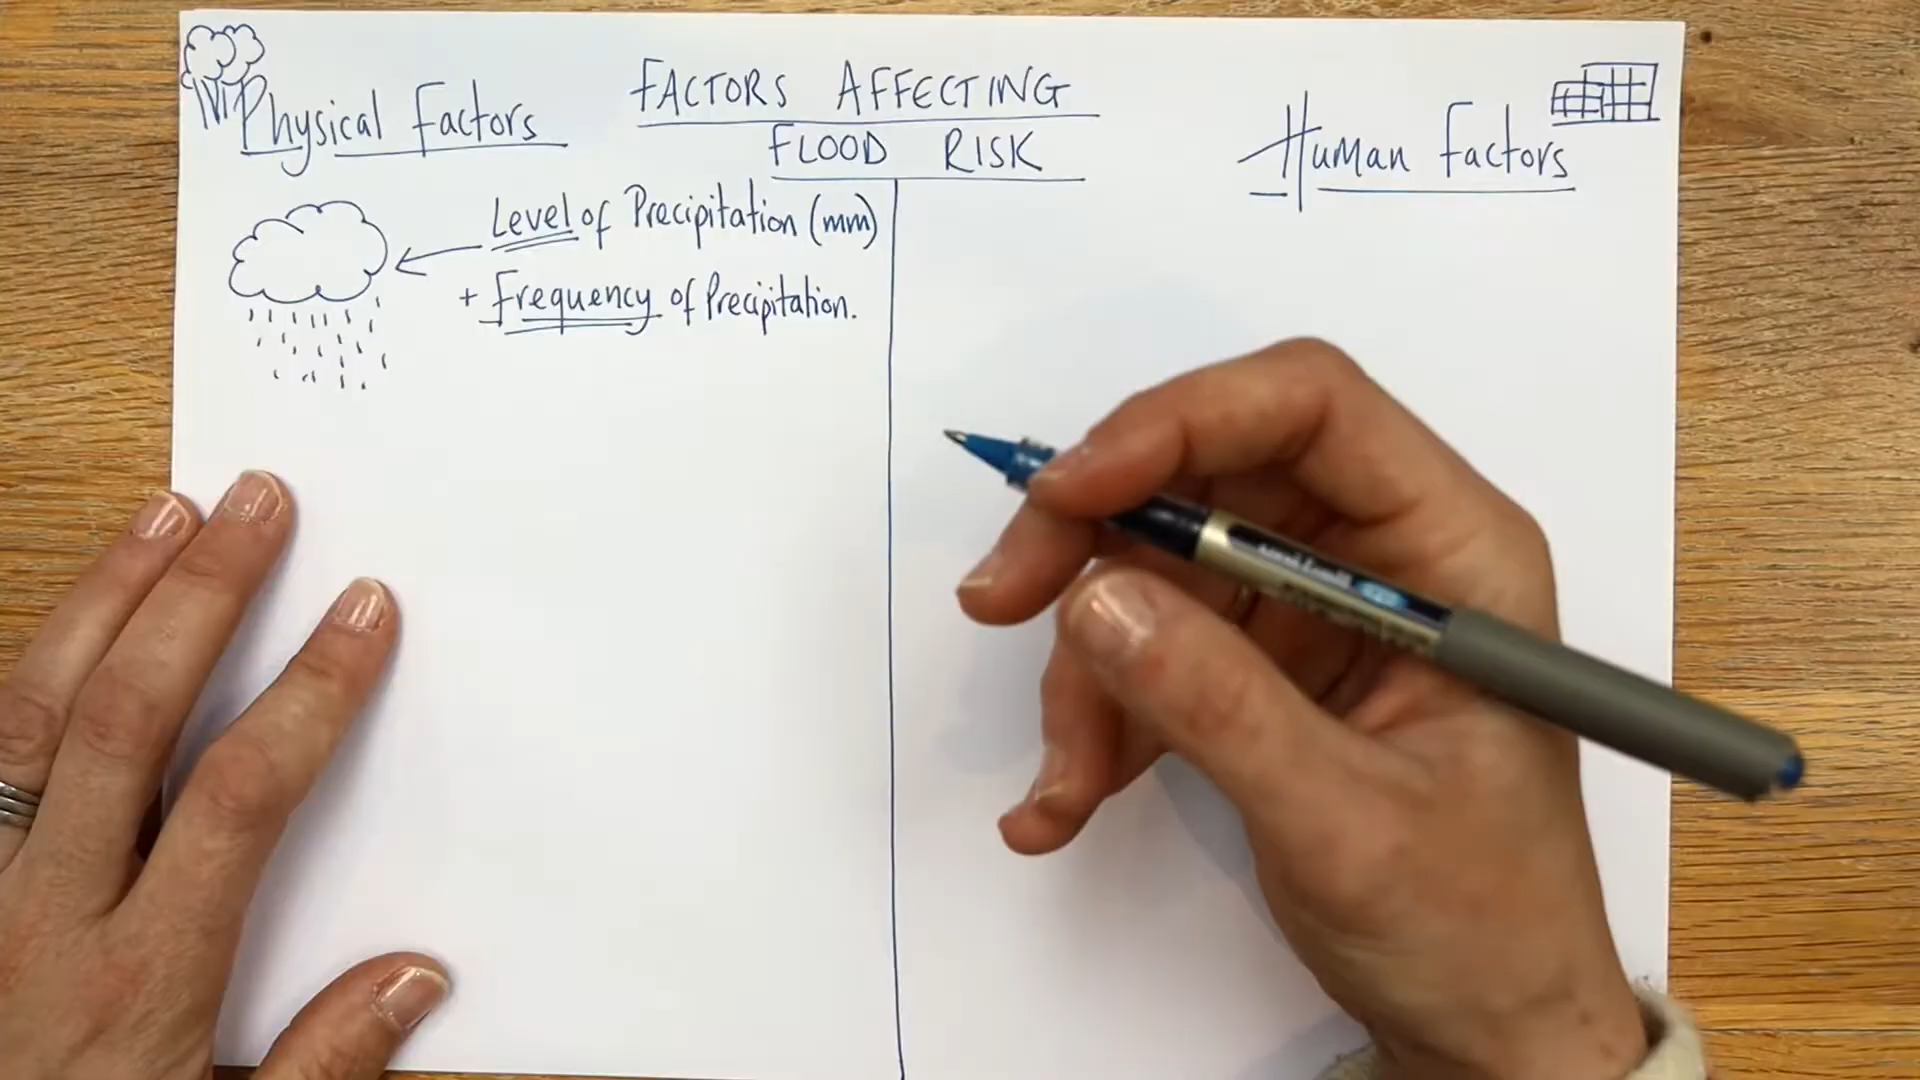 FACTORS AFFECTING
FLOOD RISK
Physical Factors
Level of Precipitation (mm)
+ Frequency of Precipitation.
Human Factors